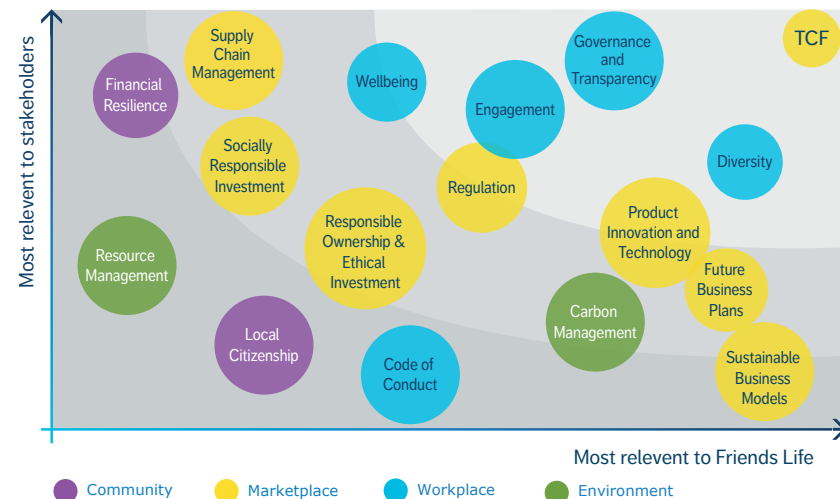 Most relevent to stakeholders
Supply
Chain
Management
Governance
and
Transparency
TCF
Financial
Resilience
Wellbeing
Engagement
Socially
Responsible
Investment
Diversity
Regulation
Responsible
Ownership &
Ethical
Investment
Product
Innovation and
Technology
Resource
Management
Future
Business
Plans
Carbon
Management
Local
Citizenship
Code of
Conduct
Sustainable
Business
Models
Most relevent to Friends Life
Community
Marketplace
Workplace
Environment